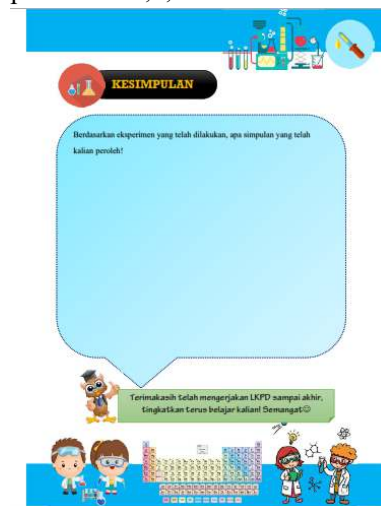 KESIMPULAN
Berdasarkan eksperimen yang telah dilakukan, apa simpulan yang telah
kalian peroleh!
Terimakasih telah mengerjakan LKPD sampai akhir,
tingkatkan terus belajar kalian! Semangat☺